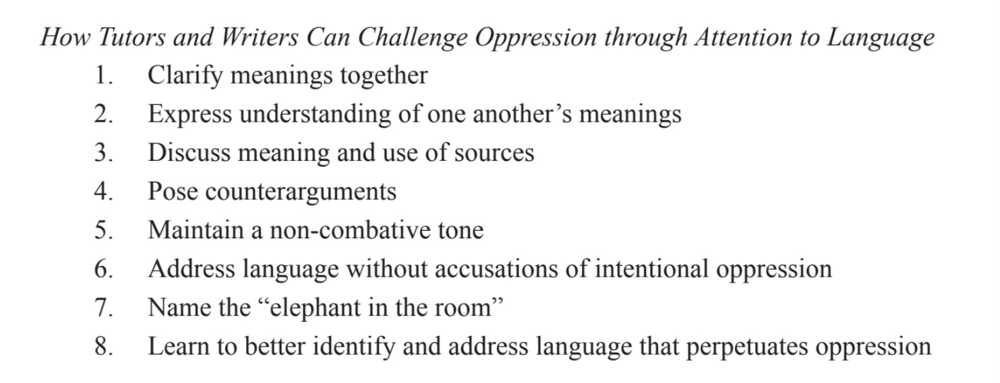 How Tutors and Writers Can Challenge Oppression through Attention to Language
1. Clarify meanings together
2. Express understanding of one another’s meanings
3. Discuss meaning and use of sources
4. Pose counterarguments
5. Maintain a non-combative tone
6. Address language without accusations of intentional oppression
7. Name the “elephant in the room”
8. Learn to better identify and address language that perpetuates oppression